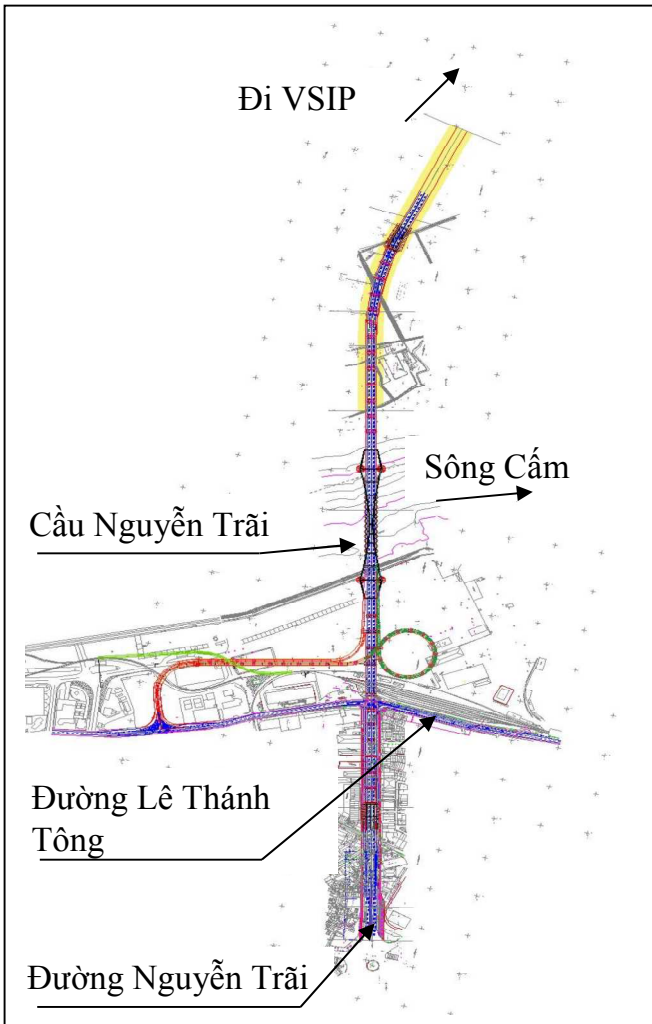 Đi VSIP
Sông Cấm
Cầu Nguyễn Trãi
Đường Lê Thánh
Tông
Đường Nguyễn Trãi